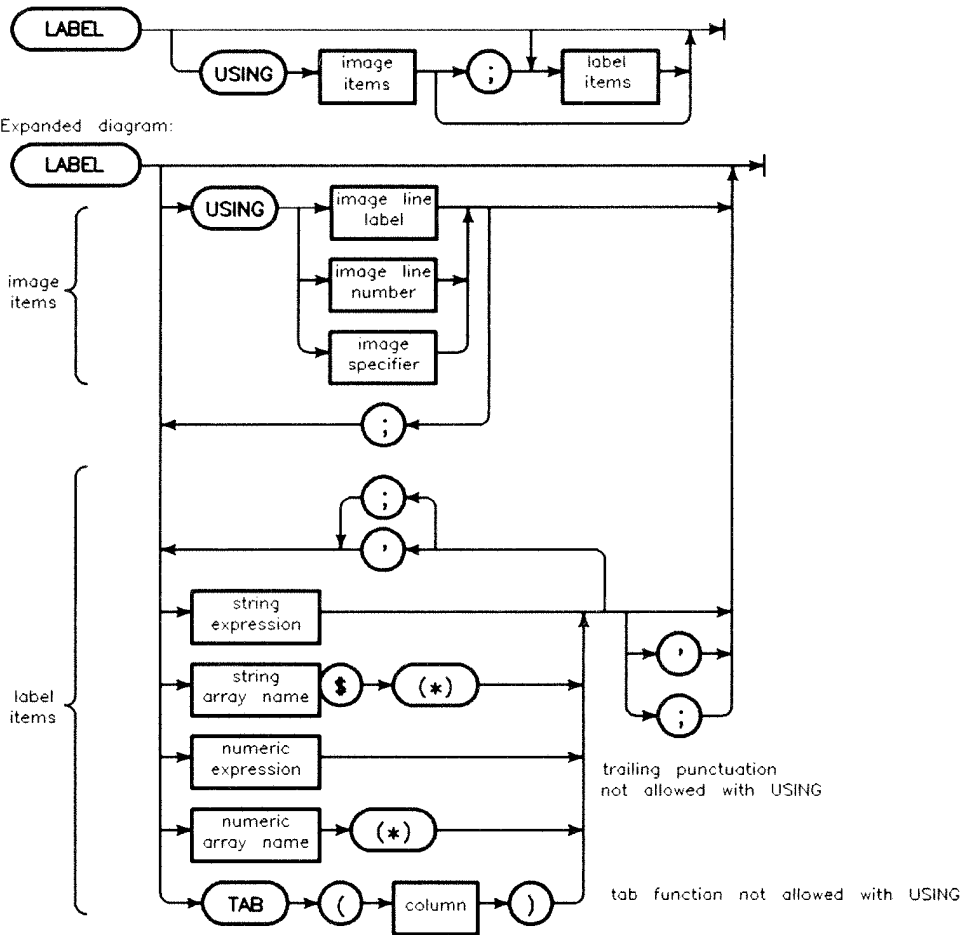 LABEL
USING
image
items
;
label
items
Expanded diagram:
LABEL
USING
image line
label
image line
number
image
specifier
image
items
;
;
,
string
expression
,
string
array name
$
(*)
;
label
items
numeric
expression
trailing punctuation
not allowed with USING
numeric
array name
(*)
TAB
(
column
)
tab function not allowed with USING